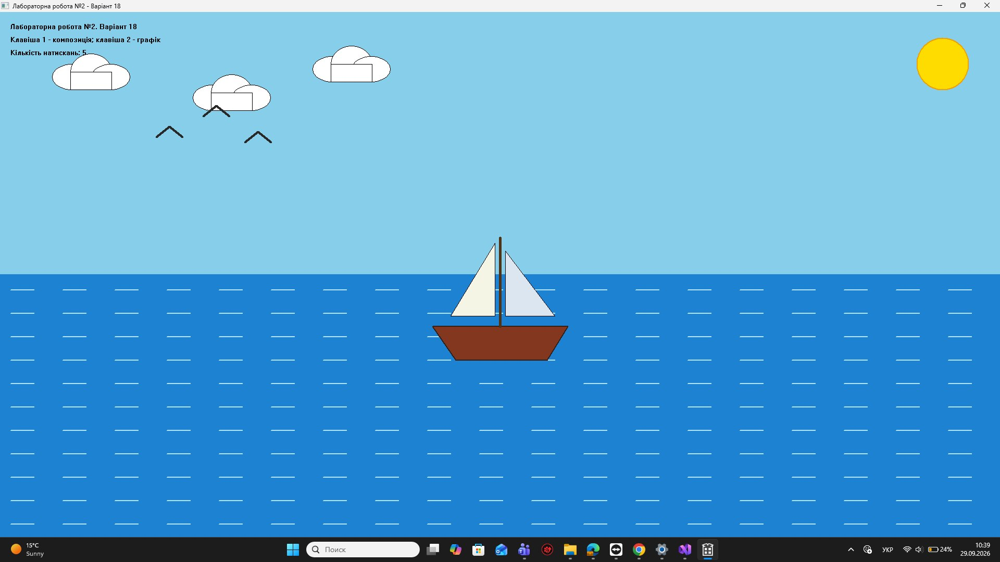 Лабораторна робота №2 - Варіант 18
Лабораторна робота №2. Варіант 18
Клавіша 1 - композиція; клавіша 2 - графік
Кількість натискань: 5
15°C
Sunny
Поиск
УКР
24%
10:39
29.09.2026